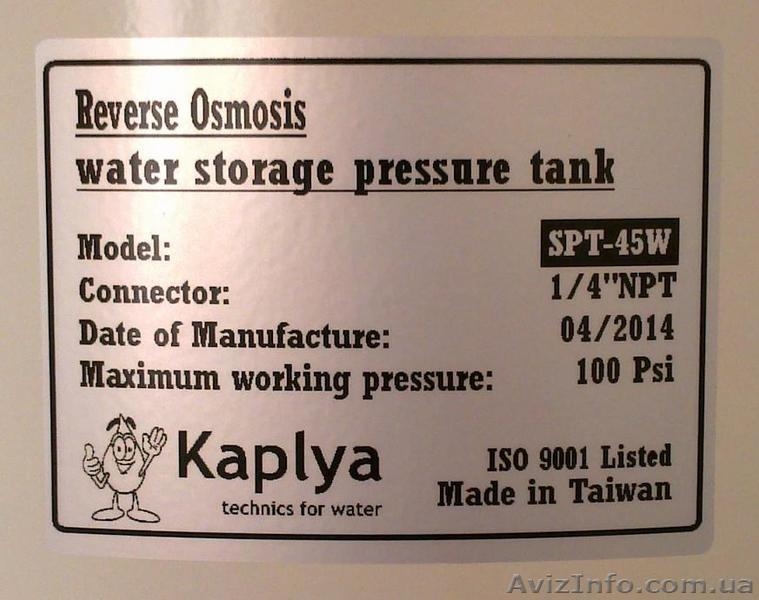 Reverse Osmosis
water storage pressure tank
Model: SPT-45W
Connector: 1/4"NPT
Date of Manufacture: 04/2014
Maximum working pressure: 100 Psi
Kaplya
technics for water
ISO 9001 Listed
Made in Taiwan
AvizInfo.com.ua